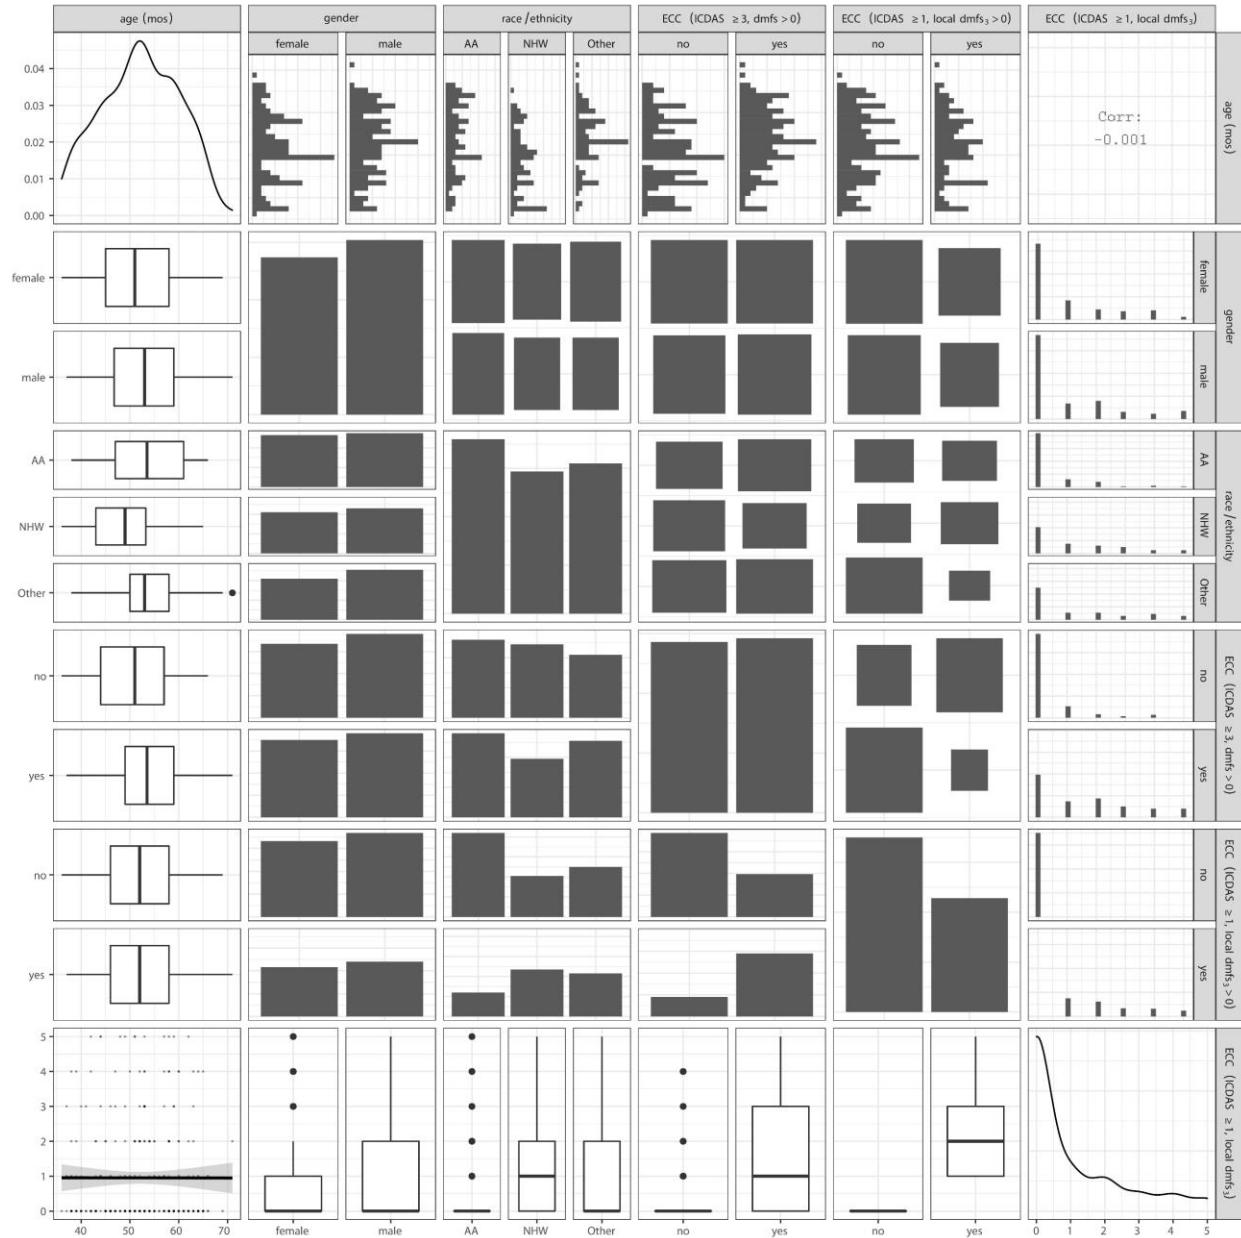 age (mos)
gender
race/ethnicity
ECC (ICDAS ≥3, dmfs>0)
ECC (ICDAS ≥1, local dmfs₃>0)
ECC (ICDAS ≥1, local dmfs₃)
female
male
AA
NHW
Other
no
yes
no
yes
0.04
0.03
0.02
0.01
0.00
Corr:
-0.001
age (mos)
female
female
male
male
gender
AA
AA
NHW
NHW
Other
Other
race/ethnicity
no
no
yes
yes
ECC (ICDAS ≥3, dmfs>0)
no
no
yes
yes
ECC (ICDAS ≥1, local dmfs₃>0)
5
4
3
2
1
0
ECC (ICDAS ≥1, local dmfs₃)
40
50
60
70
female
male
AA
NHW
Other
no
yes
no
yes
0
1
2
3
4
5